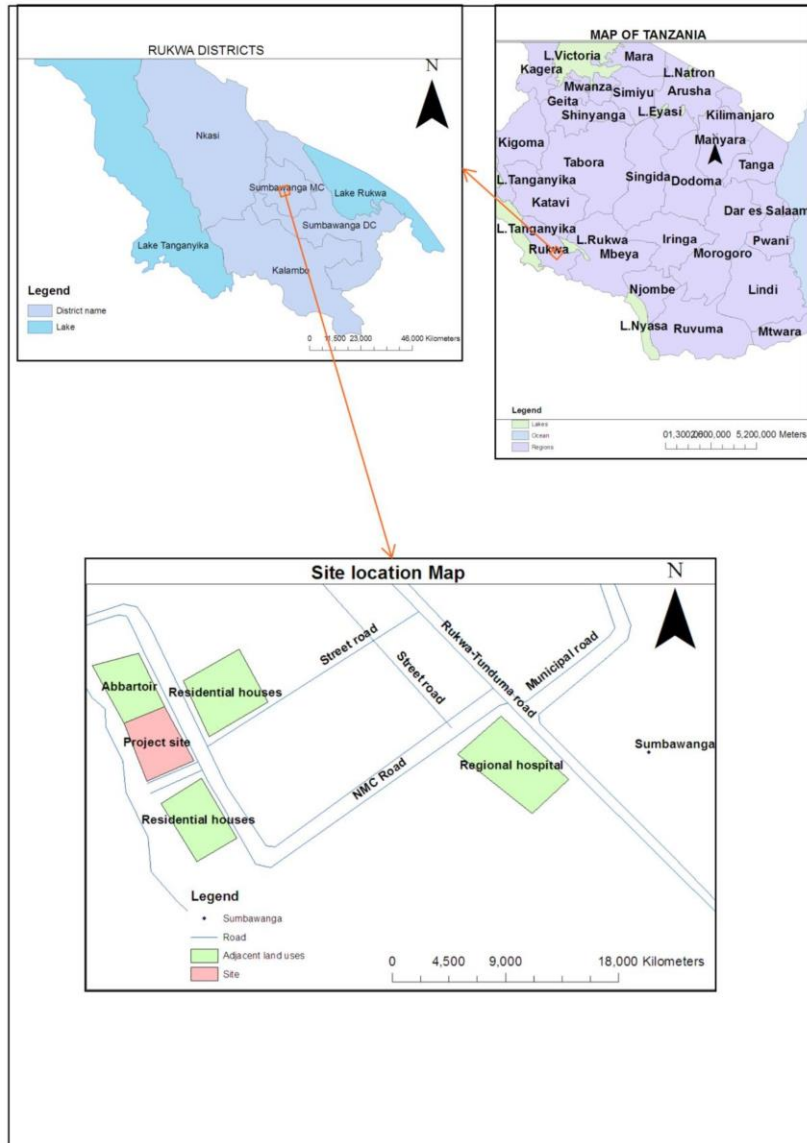 RUKWA DISTRICTS
N
Nkasi
Sumbawanga MC
Lake Rukwa
Sumbawanga DC
Lake Tanganyika
Kalambo
Legend
District name
Lake
0 11,500 23,000 46,000 Kilometers
MAP OF TANZANIA
L.Victoria
Mara
Kagera
L.Natron
Mwanza
Simiyu
Arusha
Geita
L.Eyasi
Kilimanjaro
Shinyanga
Manyara
Kigoma
Tabora
Tanga
L.Tanganyika
Singida
Dodoma
Katavi
Dar es Salaam
L.Tanganyika
L.Rukwa
Iringa
Pwani
Rukwa
Mbeya
Morogoro
Njombe
Lindi
L.Nyasa
Ruvuma
Mtwara
Legend
Lakes
Ocean
Regions
5,200,000 Meters
Site location Map
N
Street road
Street road
Rukwa-Tunduma road
Municipal road
Abbartoir
Residential houses
Project site
Sumbawanga
Regional hospital
NMC Road
Residential houses
Legend
Sumbawanga
Road
Adjacent land uses
Site
0 4,500 9,000 18,000 Kilometers